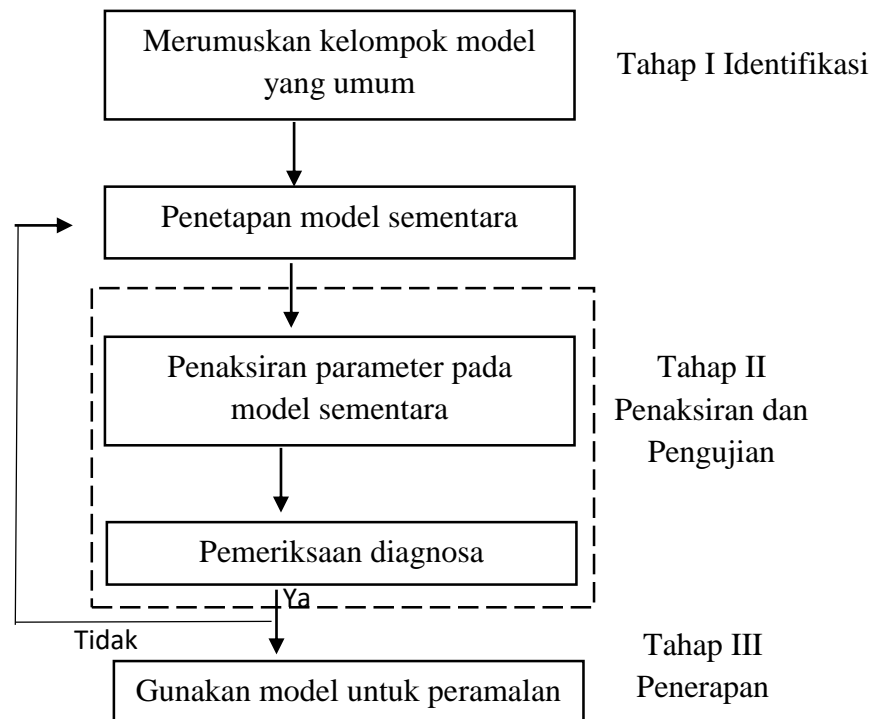 Merumuskan kelompok model
yang umum
Tahap I Identifikasi
Penetapan model sementara
Penaksiran parameter pada
model sementara
Tahap II
Penaksiran dan
Pengujian
Pemeriksaan diagnosa
Ya
Tidak
Tahap III
Penerapan
Gunakan model untuk peramalan